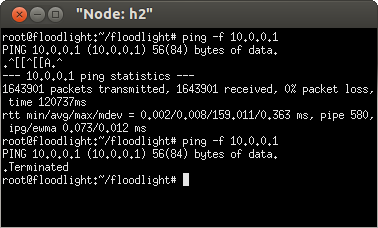 "Node: h2"
root@floodlight:~/floodlight# ping -f 10.0.0.1
PING 10.0.0.1 (10.0.0.1) 56(84) bytes of data.
.^[[^[[A.^
--- 10.0.0.1 ping statistics ---
1643901 packets transmitted, 1643901 received, 0% packet loss,
 time 120737ms
rtt min/avg/max/mdev = 0.002/0.008/159.011/0.363 ms, pipe 580,
 ipg/ewma 0.073/0.012 ms
root@floodlight:~/floodlight# ping -f 10.0.0.1
PING 10.0.0.1 (10.0.0.1) 56(84) bytes of data.
.Terminated
root@floodlight:~/floodlight#